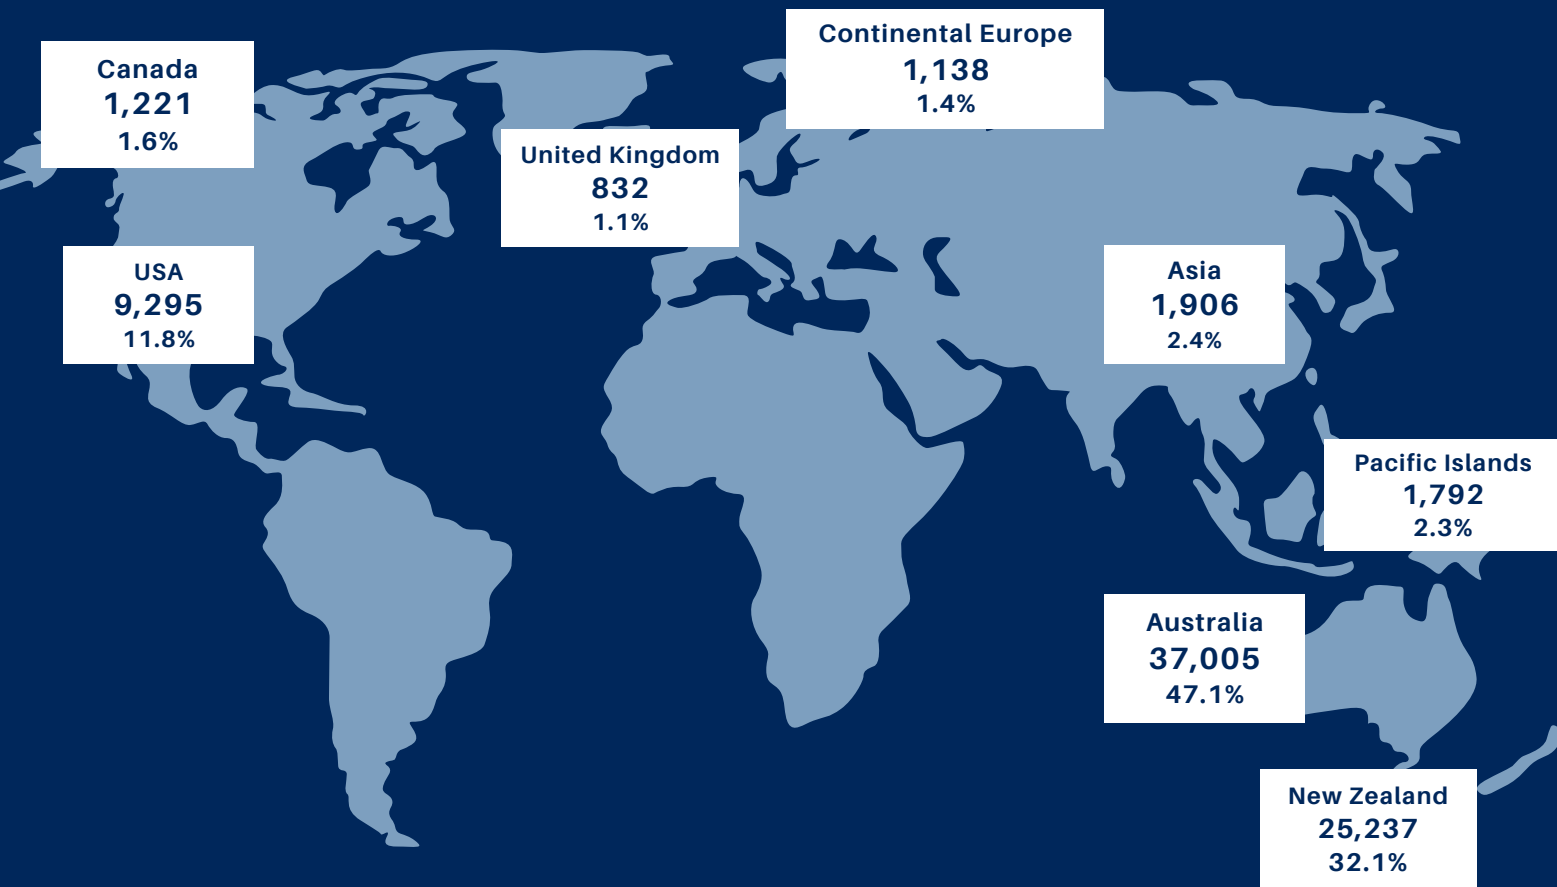 Continental Europe
1,138
1.4%
Canada
1,221
1.6%
United Kingdom
832
1.1%
USA
9,295
11.8%
Asia
1,906
2.4%
Pacific Islands
1,792
2.3%
Australia
37,005
47.1%
New Zealand
25,237
32.1%